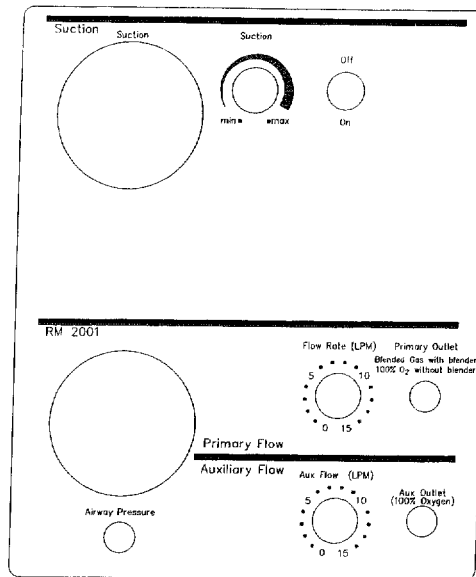 Suction
Suction
Suction
Off
min
max
On
RM 2001
Flow Rate (LPM)
Primary Outlet
Blended Gas with blender
100% O₂ without blender
5
10
0
15
Primary Flow
Auxiliary Flow
Aux Flow (LPM)
Aux Outlet
(100% Oxygen)
5
10
0
15
Airway Pressure